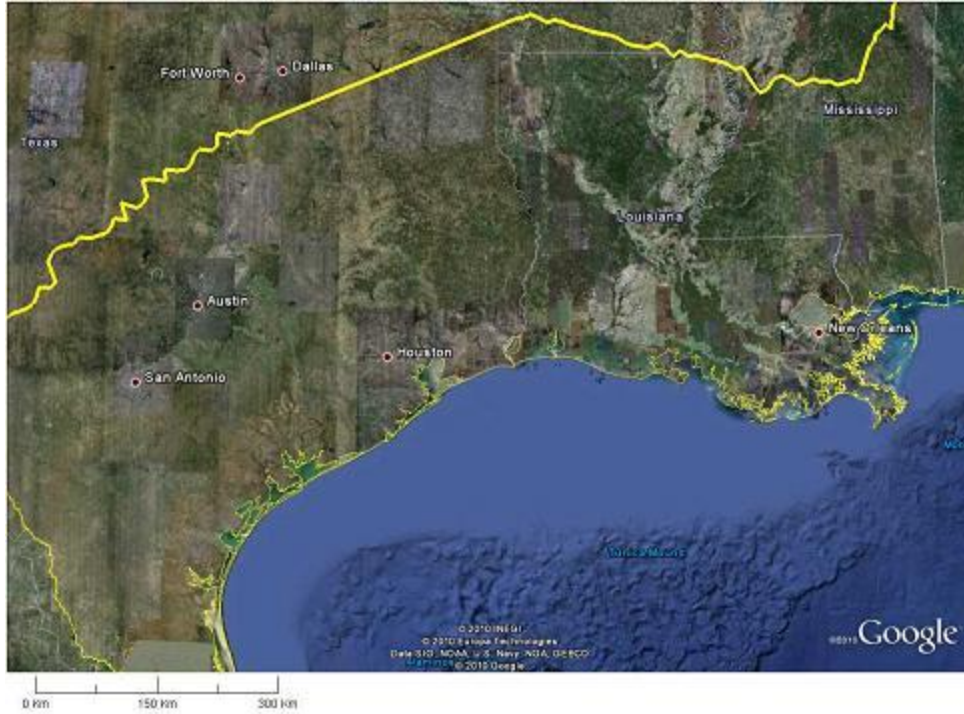 Fort Worth
Dallas
Texas
Mississippi
Louisiana
Austin
New Orleans
Houston
San Antonio
© 2010 INEGI
© 2010 Europa Technologies
Data SIO, NOAA, U.S. Navy, NGA, GEBCO
© 2010 Google
Google
0 km
150 km
300 km